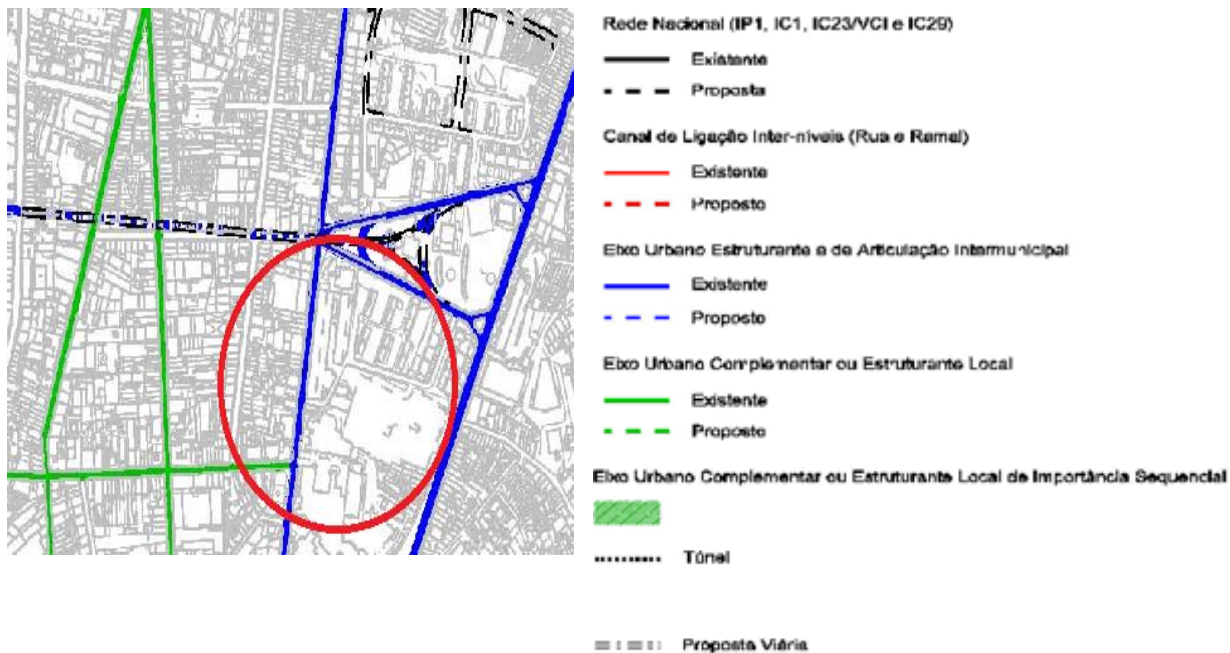 Rede Nacional (IP1, IC1, IC23/VCI e IC29)
Existente
Proposta
Canal de Ligação Inter-níveis (Rua e Ramal)
Existente
Proposto
Eixo Urbano Estruturante e de Articulação Intermunicipal
Existente
Proposto
Eixo Urbano Complementar ou Estruturante Local
Existente
Proposto
Eixo Urbano Complementar ou Estruturante Local de Importância Sequencial
Túnel
Proposta Viária